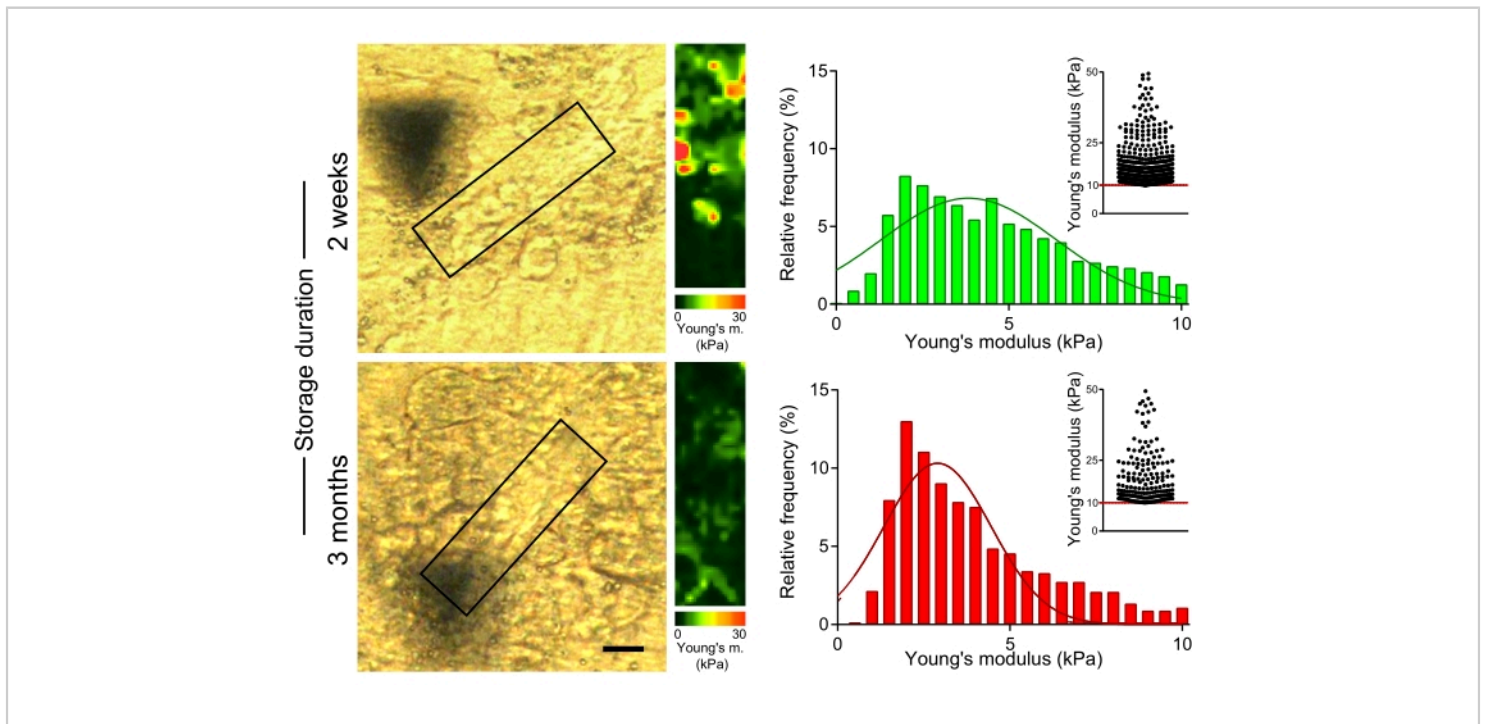 Storage duration
2 weeks
0 30
Young's m.
(kPa)
Relative frequency (%)
15
10
5
0
0 5 10
Young's modulus (kPa)
Young's modulus (kPa)
50
25
10
0
3 months
0 30
Young's m.
(kPa)
Relative frequency (%)
15
10
5
0
0 5 10
Young's modulus (kPa)
Young's modulus (kPa)
50
25
10
0